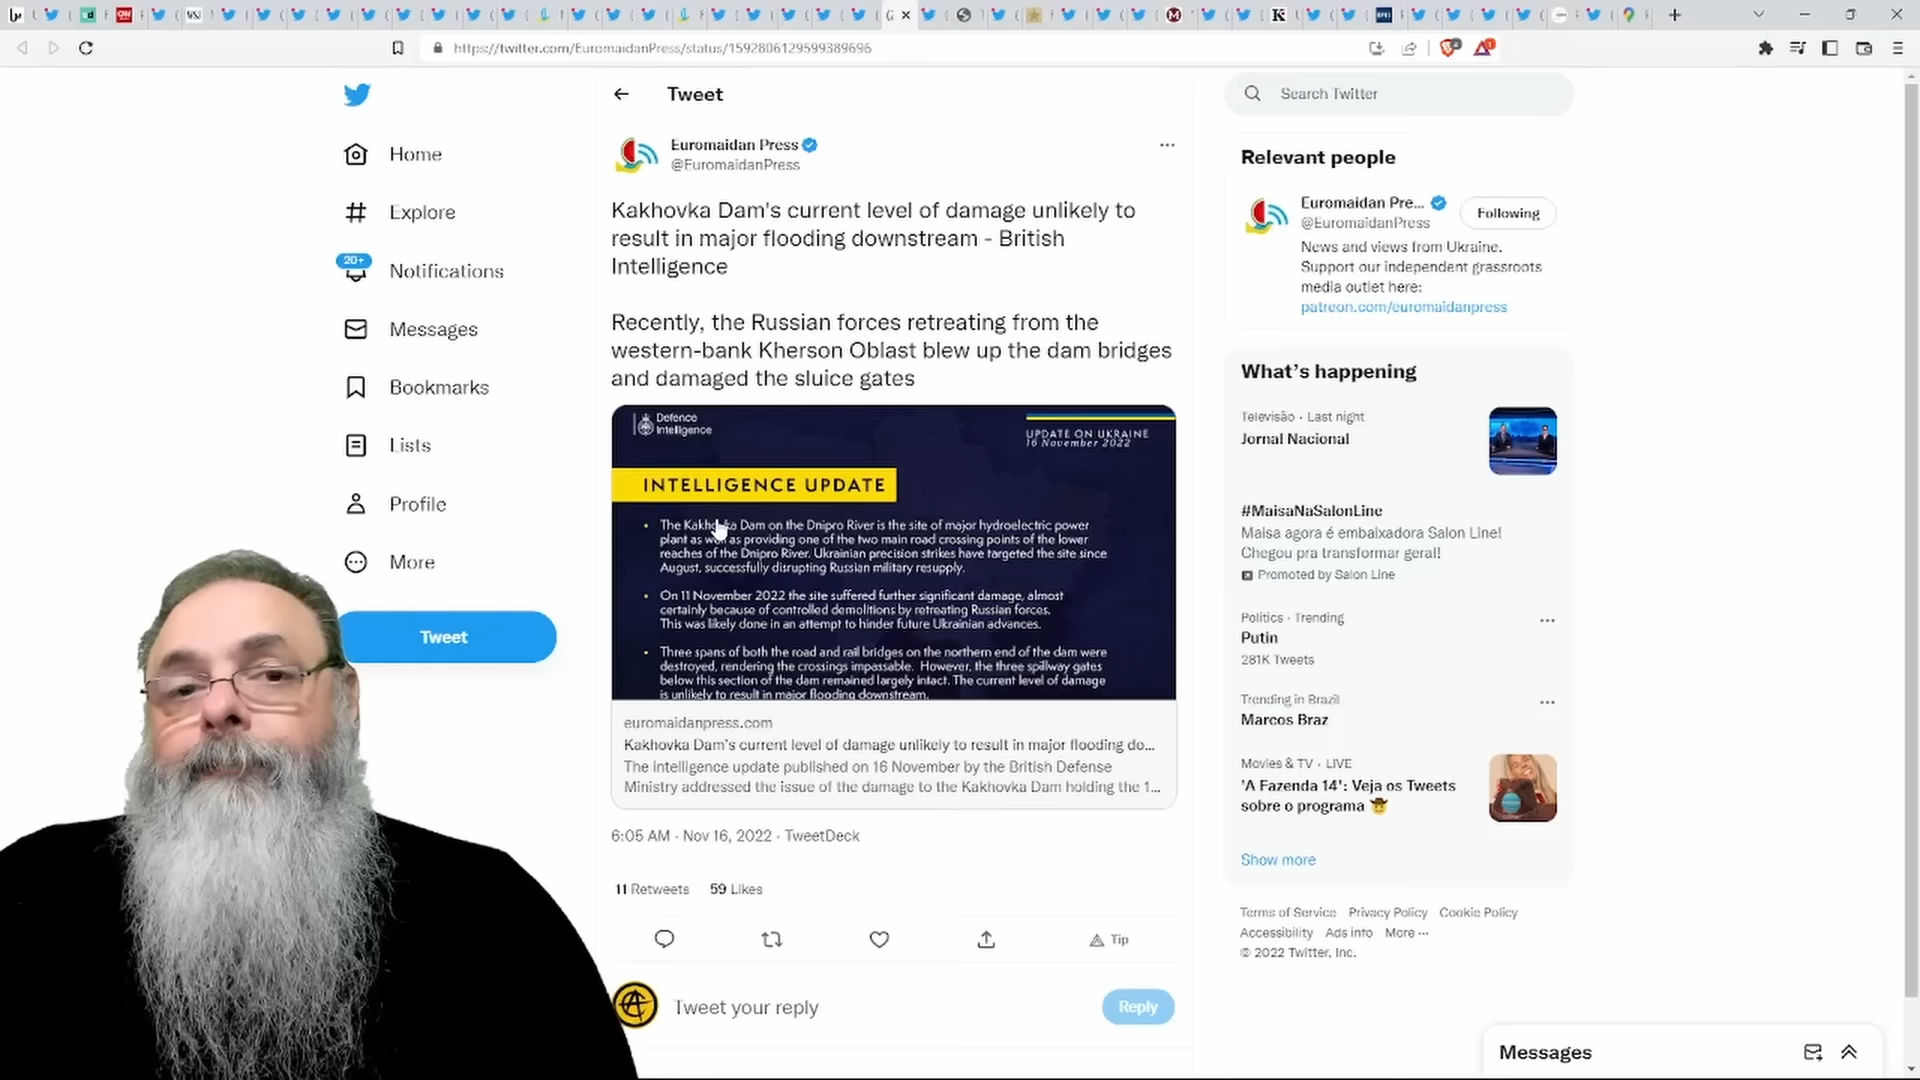 https://twitter.com/EuromaidanPress/status/1592806129599389696
Tweet
Search Twitter
Home
Explore
20+
Notifications
Messages
Bookmarks
Lists
Profile
More
Tweet
Euromaidan Press
@EuromaidanPress
Kakhovka Dam's current level of damage unlikely to
result in major flooding downstream - British
Intelligence
Recently, the Russian forces retreating from the
western-bank Kherson Oblast blew up the dam bridges
and damaged the sluice gates
Defence
Intelligence
UPDATE ON UKRAINE
16 November 2022
INTELLIGENCE UPDATE
• The Kakhovka Dam on the Dnipro River is the site of major hydroelectric power
plant as well as providing one of the two main road crossing points of the lower
reaches of the Dnipro River. Ukrainian precision strikes have targeted the site since
August, successfully disrupting Russian military resupply.
• On 11 November 2022 the site suffered further significant damage, almost
certainly because of controlled demolitions by retreating Russian forces.
This was likely done in an attempt to hinder future Ukrainian advances.
• Three spans of both the road and rail bridges on the northern end of the dam were
destroyed, rendering the crossings impassable. However, the three spillway gates
below this section of the dam remained largely intact. The current level of damage
is unlikely to result in major flooding downstream.
euromaidanpress.com
Kakhovka Dam's current level of damage unlikely to result in major flooding do...
The Intelligence update published on 16 November by the British Defense
Ministry addressed the issue of the damage to the Kakhovka Dam holding the 1...
6:05 AM · Nov 16, 2022 · TweetDeck
11 Retweets 59 Likes
Tip
Tweet your reply
Reply
Relevant people
Euromaidan Pre...
@EuromaidanPress
Following
News and views from Ukraine.
Support our independent grassroots
media outlet here:
patreon.com/euromaidanpress
What's happening
Televisão · Last night
Jornal Nacional
#MaisaNaSalonLine
Maisa agora é embaixadora Salon Line!
Chegou pra transformar geral!
Promoted by Salon Line
Politics · Trending
Putin
281K Tweets
Trending in Brazil
Marcos Braz
Movies & TV · LIVE
'A Fazenda 14': Veja os Tweets
sobre o programa 🤠
Show more
Terms of Service Privacy Policy Cookie Policy
Accessibility Ads info More ···
© 2022 Twitter, Inc.
Messages